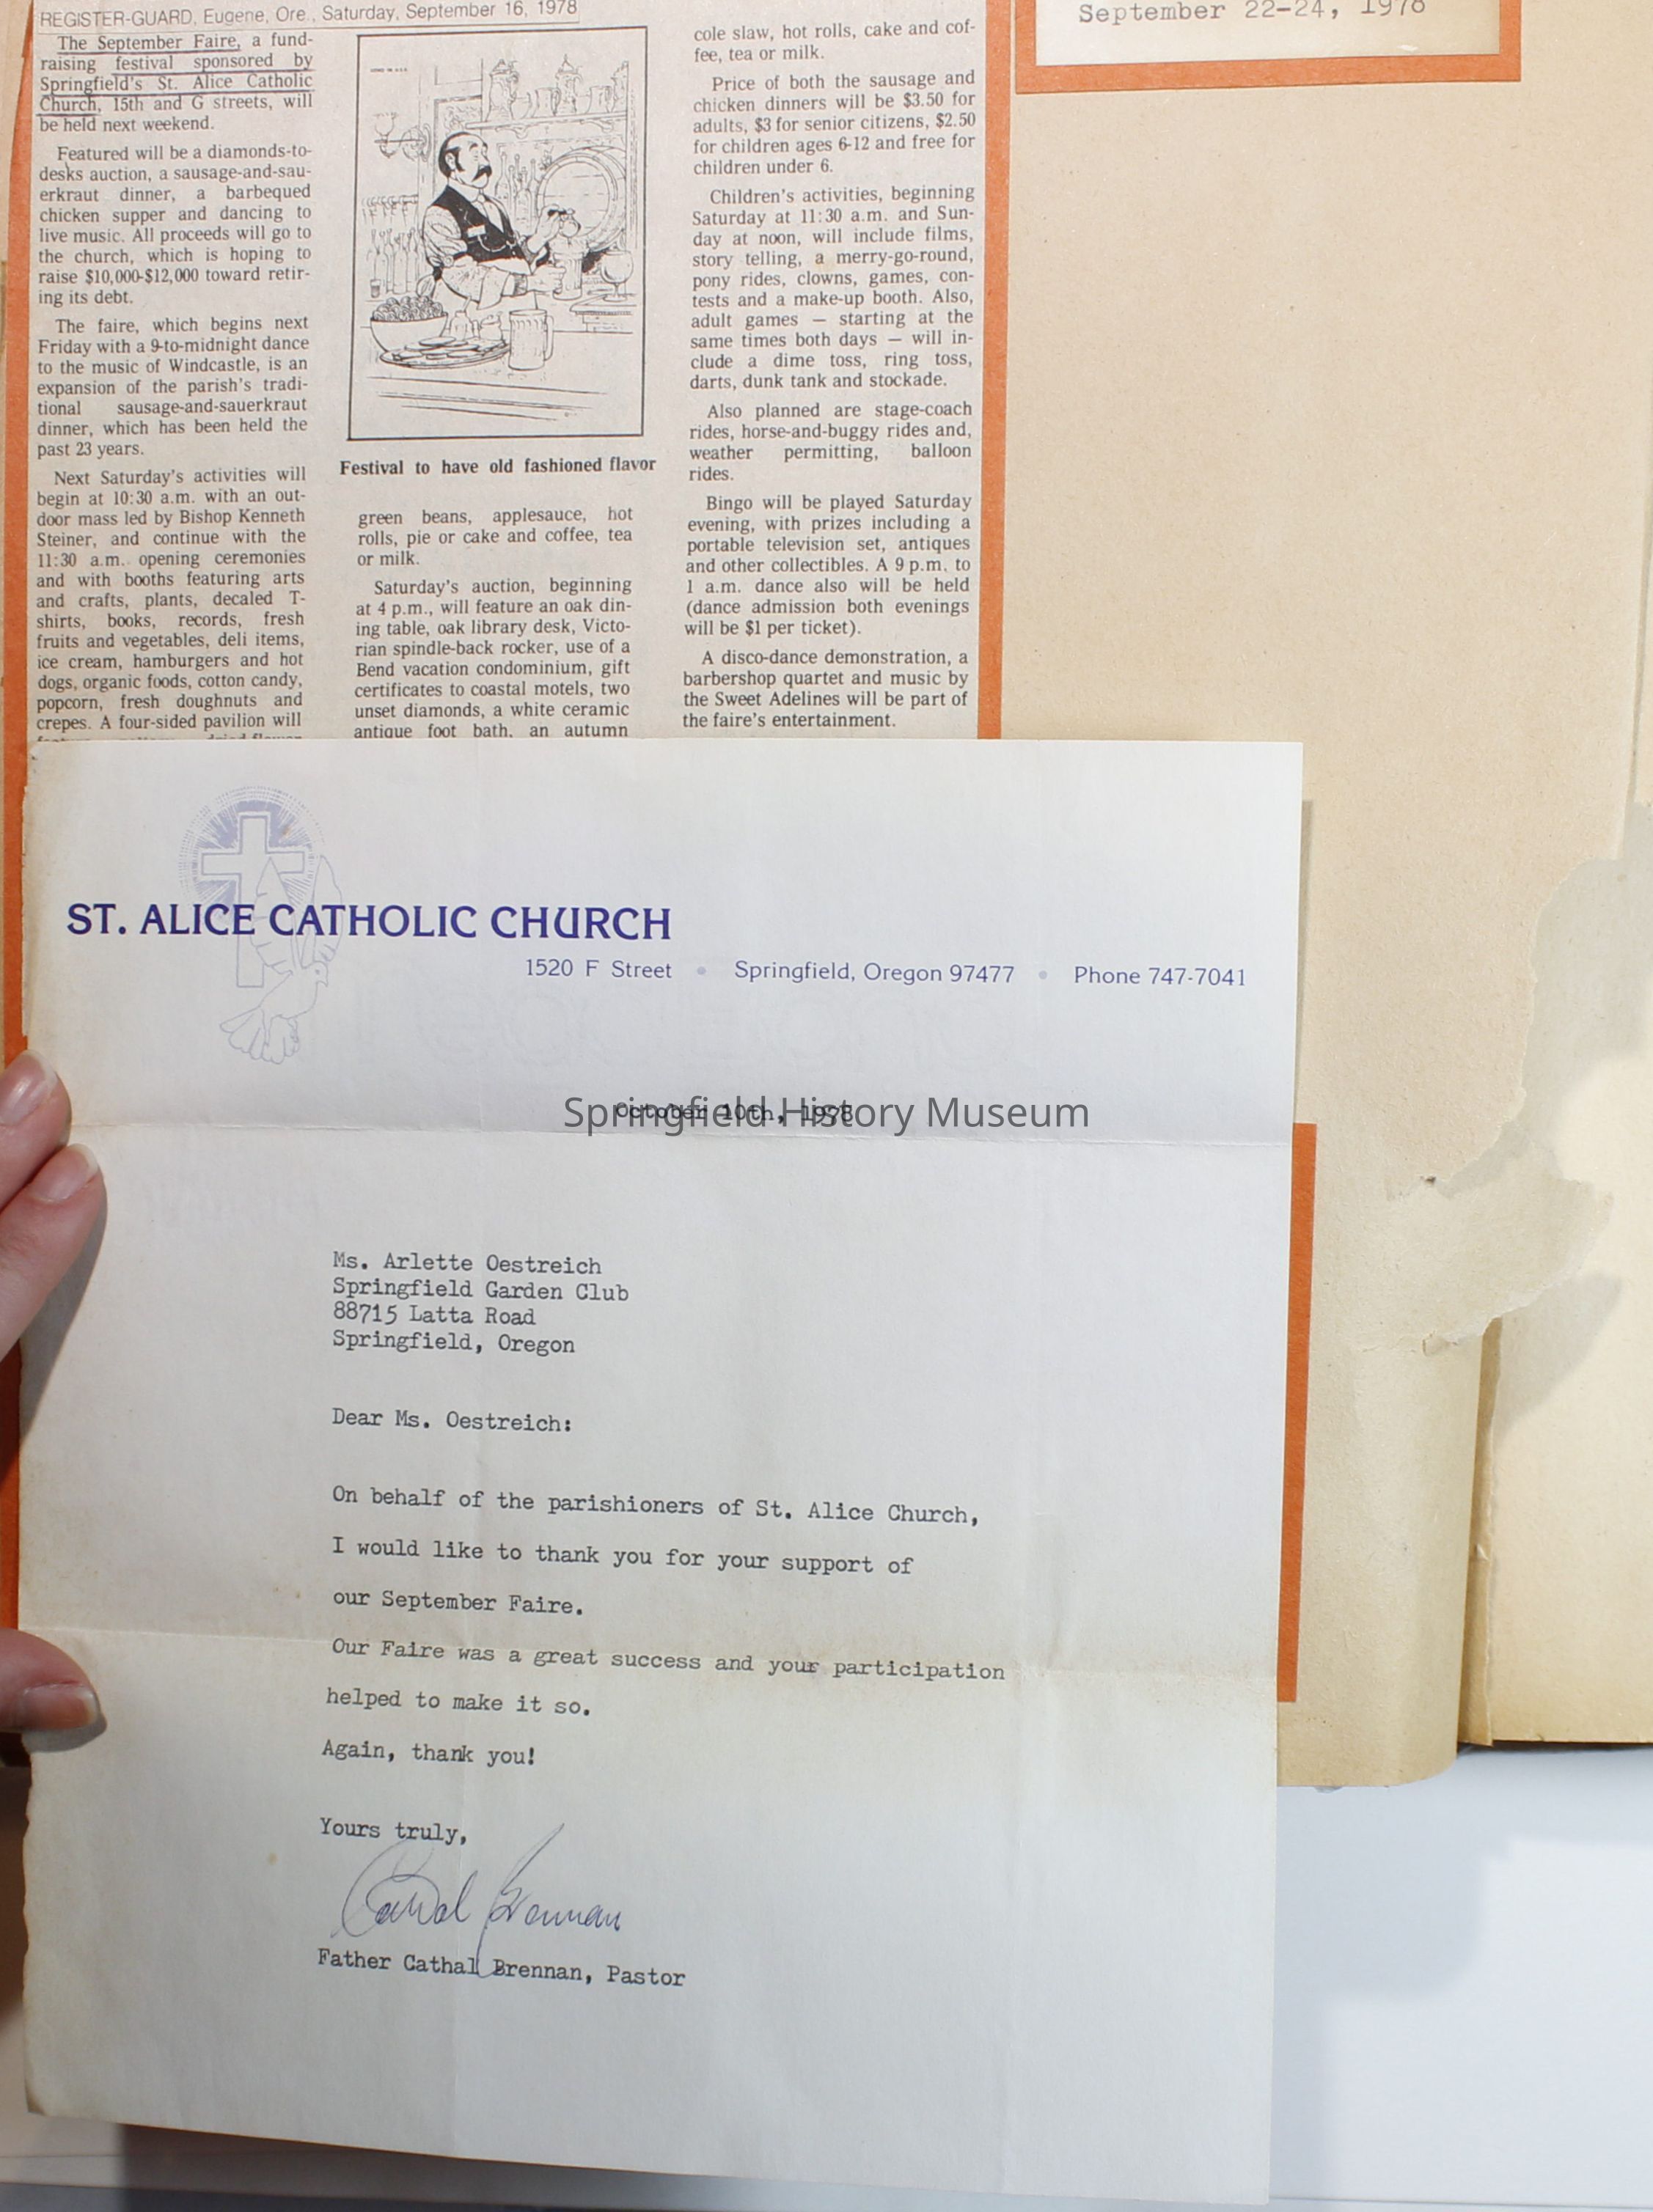 REGISTER-GUARD, Eugene, Ore., Saturday, September 16, 1978
The September Faire, a fund-
raising festival sponsored by
Springfield's St. Alice Catholic
Church, 15th and G streets, will
be held next weekend.
Featured will be a diamonds-to-
desks auction, a sausage-and-sau-
erkraut dinner, a barbequed
chicken supper and dancing to
live music. All proceeds will go to
the church, which is hoping to
raise $10,000-$12,000 toward retir-
ing its debt.
The faire, which begins next
Friday with a 9-to-midnight dance
to the music of Windcastle, is an
expansion of the parish's tradi-
tional sausage-and-sauerkraut
dinner, which has been held the
past 23 years.
Next Saturday's activities will
begin at 10:30 a.m. with an out-
door mass led by Bishop Kenneth
Steiner, and continue with the
11:30 a.m. opening ceremonies
and with booths featuring arts
and crafts, plants, decaled T-
shirts, books, records, fresh
fruits and vegetables, deli items,
ice cream, hamburgers and hot
dogs, organic foods, cotton candy,
popcorn, fresh doughnuts and
crepes. A four-sided pavilion will
Festival to have old fashioned flavor
green beans, applesauce, hot
rolls, pie or cake and coffee, tea
or milk.
Saturday's auction, beginning
at 4 p.m., will feature an oak din-
ing table, oak library desk, Victo-
rian spindle-back rocker, use of a
Bend vacation condominium, gift
certificates to coastal motels, two
unset diamonds, a white ceramic
antique foot bath, an autumn
cole slaw, hot rolls, cake and cof-
fee, tea or milk.
Price of both the sausage and
chicken dinners will be $3.50 for
adults, $3 for senior citizens, $2.50
for children ages 6-12 and free for
children under 6.
Children's activities, beginning
Saturday at 11:30 a.m. and Sun-
day at noon, will include films,
story telling, a merry-go-round,
pony rides, clowns, games, con-
tests and a make-up booth. Also,
adult games — starting at the
same times both days — will in-
clude a dime toss, ring toss,
darts, dunk tank and stockade.
Also planned are stage-coach
rides, horse-and-buggy rides and,
weather permitting, balloon
rides.
Bingo will be played Saturday
evening, with prizes including a
portable television set, antiques
and other collectibles. A 9 p.m. to
1 a.m. dance also will be held
(dance admission both evenings
will be $1 per ticket).
A disco-dance demonstration, a
barbershop quartet and music by
the Sweet Adelines will be part of
the faire's entertainment.
September 22-24, 1978
ST. ALICE CATHOLIC CHURCH
1520 F Street • Springfield, Oregon 97477 • Phone 747-7041
October 10th, 1978
Springfield History Museum
Ms. Arlette Oestreich
Springfield Garden Club
88715 Latta Road
Springfield, Oregon
Dear Ms. Oestreich:
On behalf of the parishioners of St. Alice Church,
I would like to thank you for your support of
our September Faire.
Our Faire was a great success and your participation
helped to make it so.
Again, thank you!
Yours truly,
Cathal Brennan
Father Cathal Brennan, Pastor